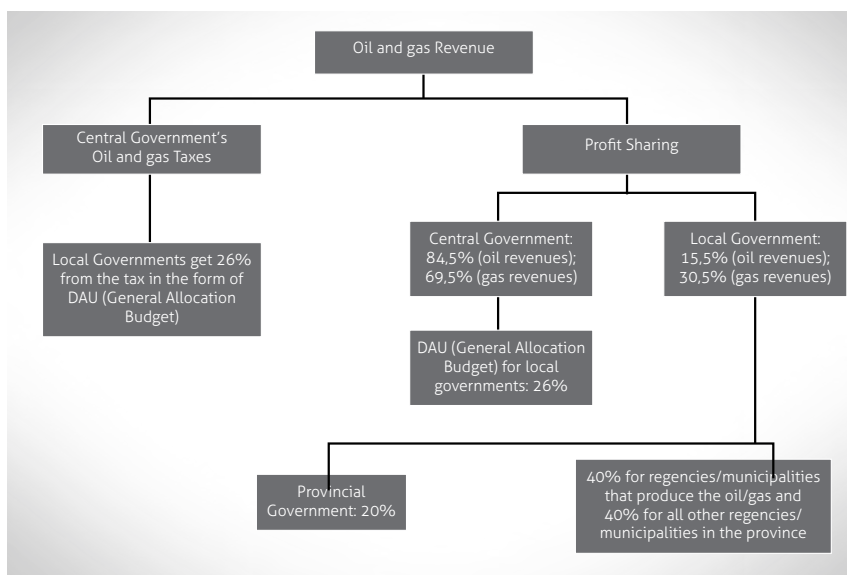 Oil and gas Revenue
Central Government's
Oil and gas Taxes
Profit Sharing
Local Governments get 26%
from the tax in the form of
DAU (General Allocation
Budget)
Central Government:
84,5% (oil revenues);
69,5% (gas revenues)
Local Government:
15,5% (oil revenues);
30,5% (gas revenues)
DAU (General Allocation
Budget) for local
governments: 26%
Provincial
Government: 20%
40% for regencies/municipalities
that produce the oil/gas and
40% for all other regencies/
municipalities in the province